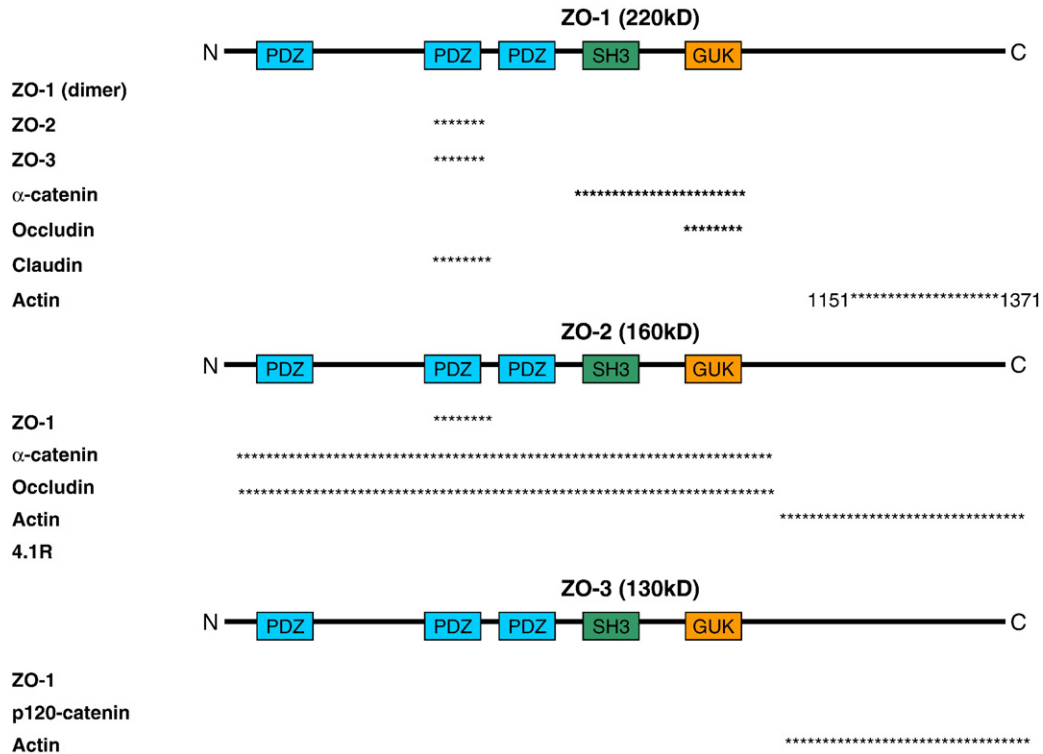 ZO-1 (220kD)
N PDZ PDZ PDZ SH3 GUK C
ZO-1 (dimer)
ZO-2 *******
ZO-3 *******
α-catenin ***********************
Occludin ********
Claudin ********
Actin 1151********************1371
ZO-2 (160kD)
N PDZ PDZ PDZ SH3 GUK C
ZO-1 ********
α-catenin ************************************************************************
Occludin ************************************************************************
Actin *********************************
4.1R
ZO-3 (130kD)
N PDZ PDZ PDZ SH3 GUK C
ZO-1
p120-catenin
Actin *********************************